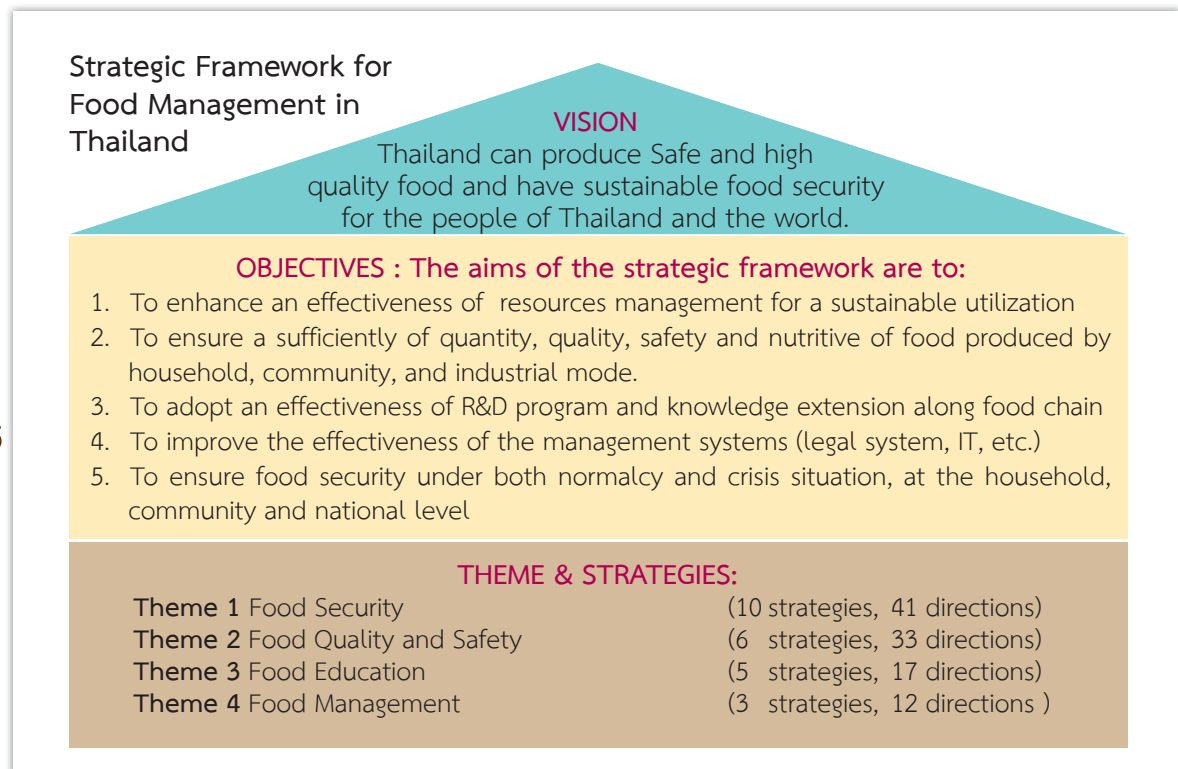 Strategic Framework for
Food Management in
Thailand
VISION
Thailand can produce Safe and high
quality food and have sustainable food security
for the people of Thailand and the world.
OBJECTIVES : The aims of the strategic framework are to:
1. To enhance an effectiveness of resources management for a sustainable utilization
2. To ensure a sufficiently of quantity, quality, safety and nutritive of food produced by
household, community, and industrial mode.
3. To adopt an effectiveness of R&D program and knowledge extension along food chain
4. To improve the effectiveness of the management systems (legal system, IT, etc.)
5. To ensure food security under both normalcy and crisis situation, at the household,
community and national level
THEME & STRATEGIES:
Theme 1 Food Security (10 strategies, 41 directions)
Theme 2 Food Quality and Safety (6 strategies, 33 directions)
Theme 3 Food Education (5 strategies, 17 directions)
Theme 4 Food Management (3 strategies, 12 directions )